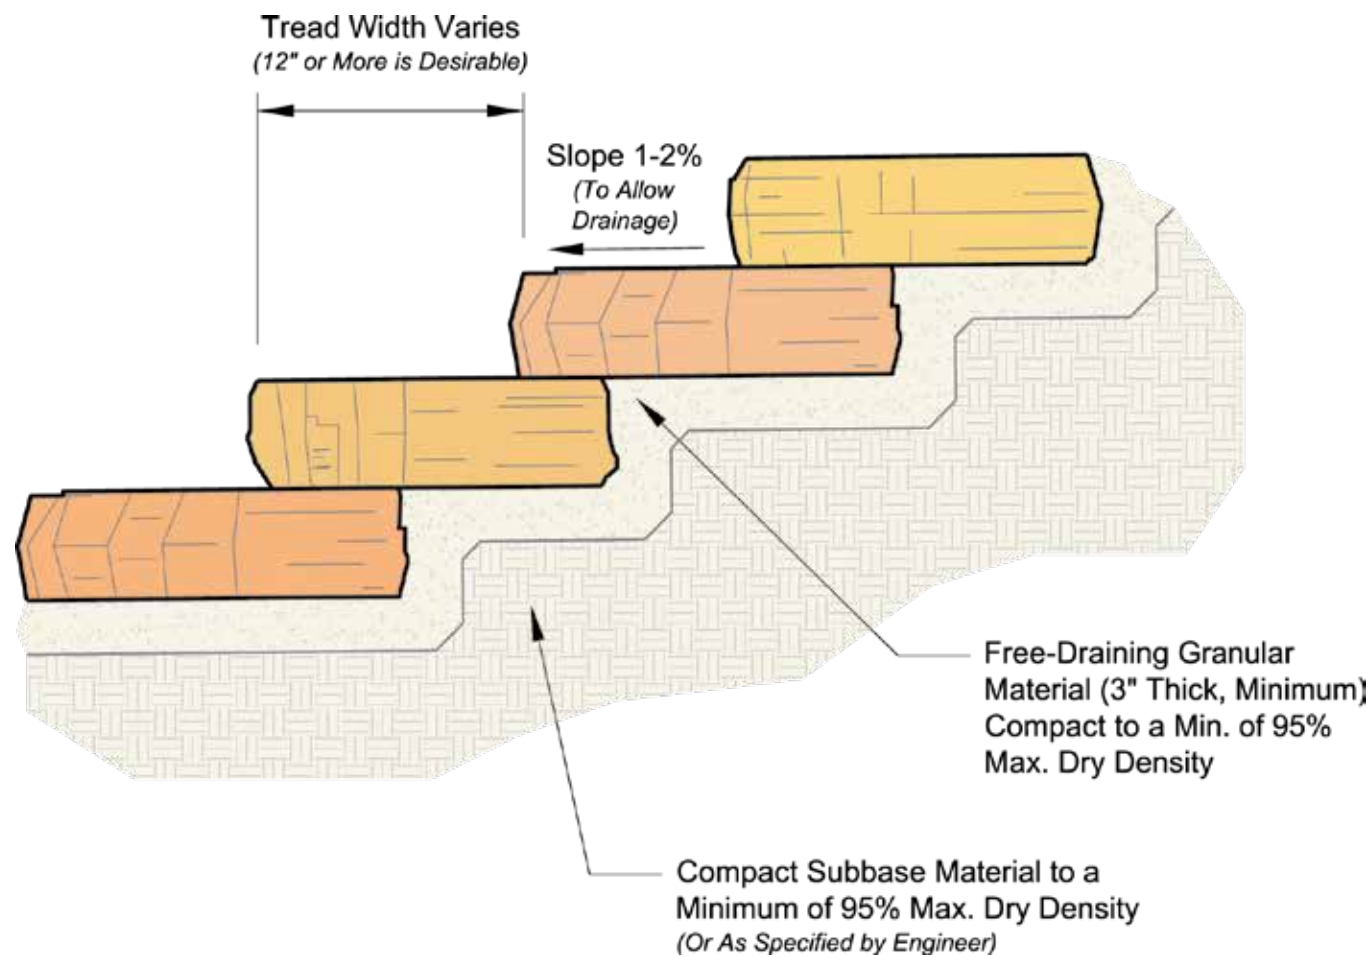 Tread Width Varies
(12" or More is Desirable)
Slope 1-2%
(To Allow
Drainage)
Free-Draining Granular
Material (3" Thick, Minimum)
Compact to a Min. of 95%
Max. Dry Density
Compact Subbase Material to a
Minimum of 95% Max. Dry Density
(Or As Specified by Engineer)